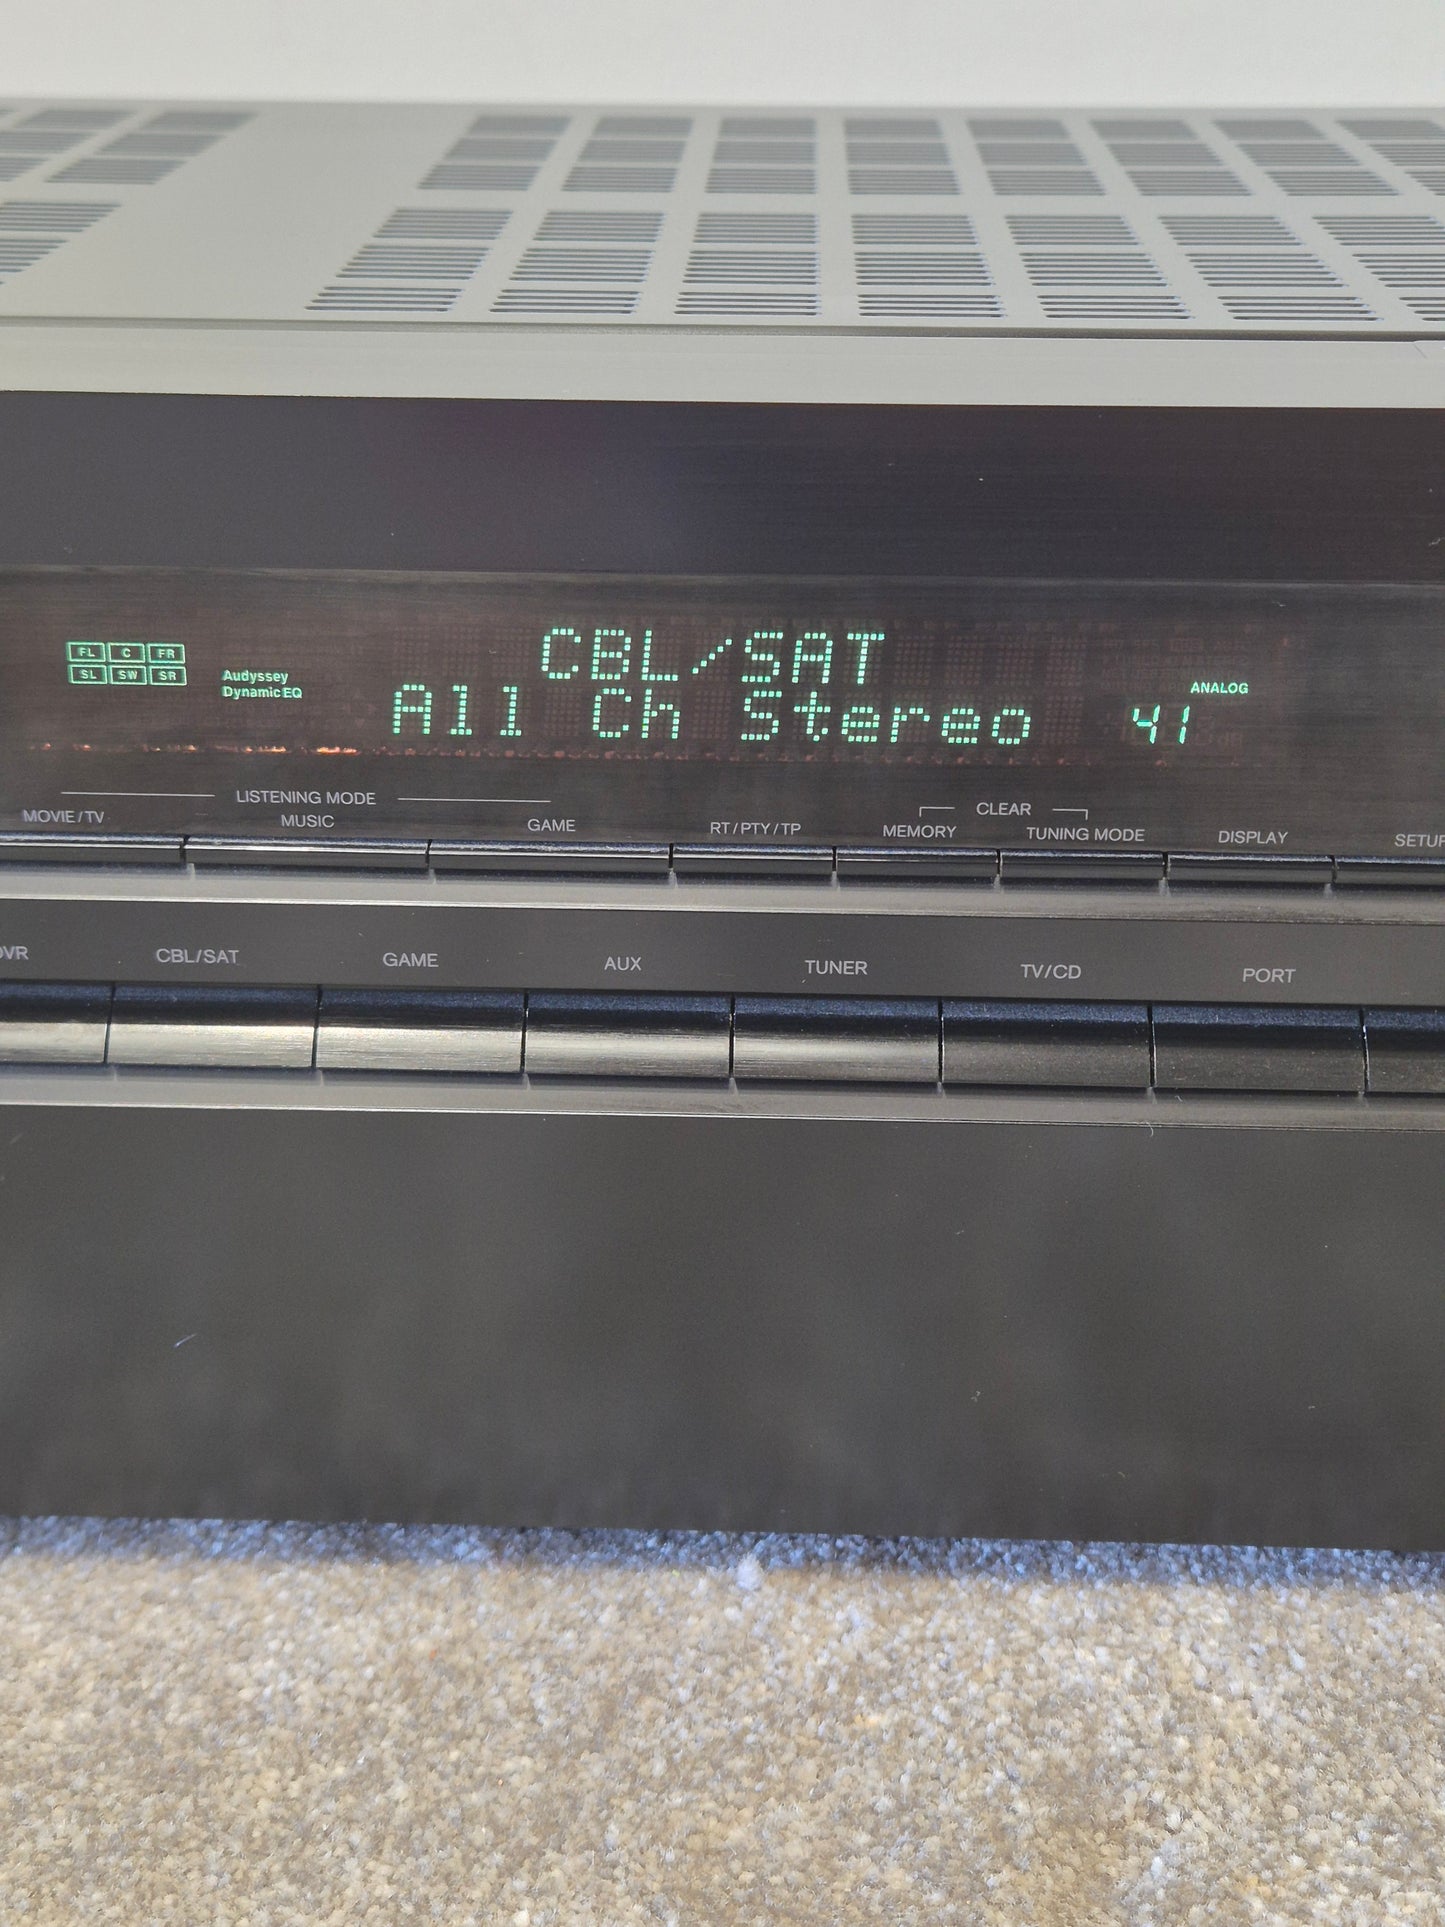 FL C FR
SL SW SR
Audyssey
Dynamic EQ
CBL/SAT
All Ch Stereo
ANALOG
41
LISTENING MODE
MOVIE/TV MUSIC GAME RT/PTY/TP
CLEAR
MEMORY TUNING MODE DISPLAY
CBL/SAT GAME AUX TUNER TV/CD PORT